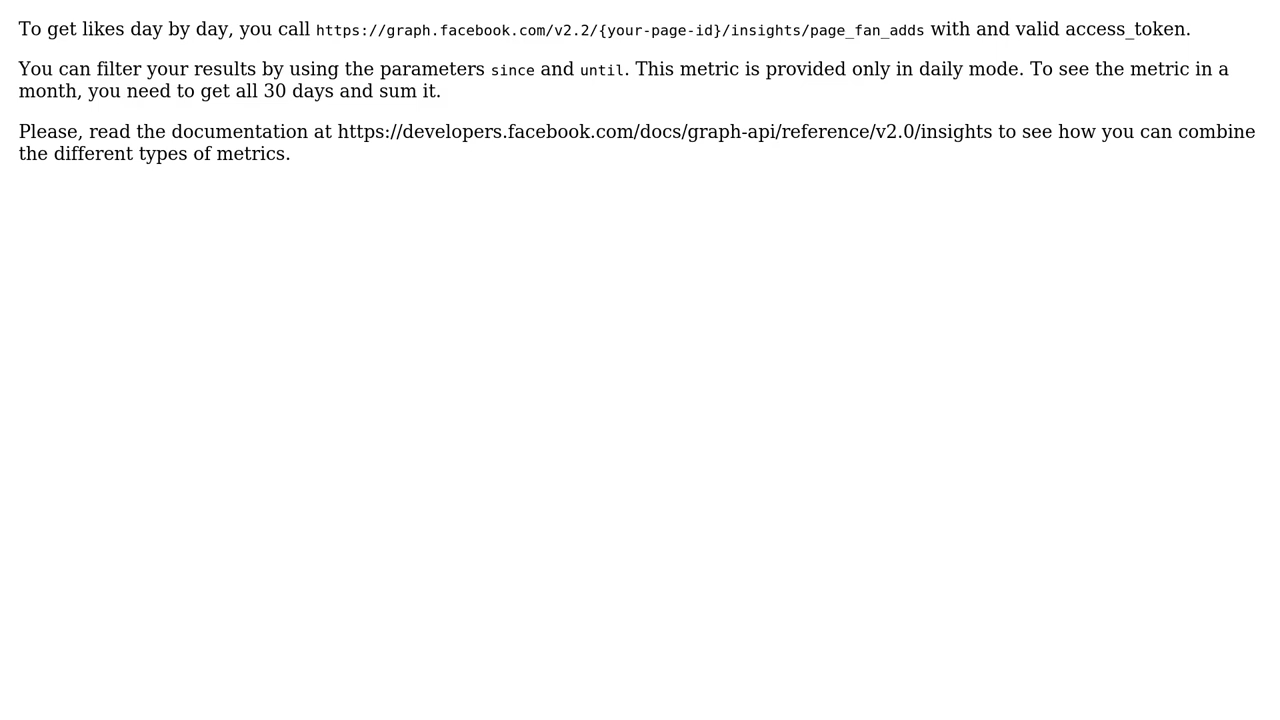 To get likes day by day, you call https://graph.facebook.com/v2.2/{your-page-id}/insights/page_fan_adds with and valid access_token.
You can filter your results by using the parameters since and until. This metric is provided only in daily mode. To see the metric in a
month, you need to get all 30 days and sum it.
Please, read the documentation at https://developers.facebook.com/docs/graph-api/reference/v2.0/insights to see how you can combine
the different types of metrics.